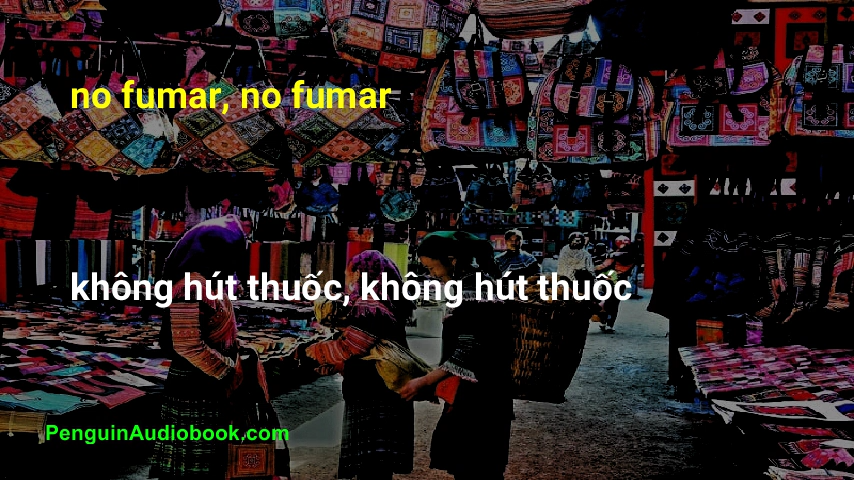 no fumar, no fumar
không hút thuốc, không hút thuốc
PenguinAudiobook.com